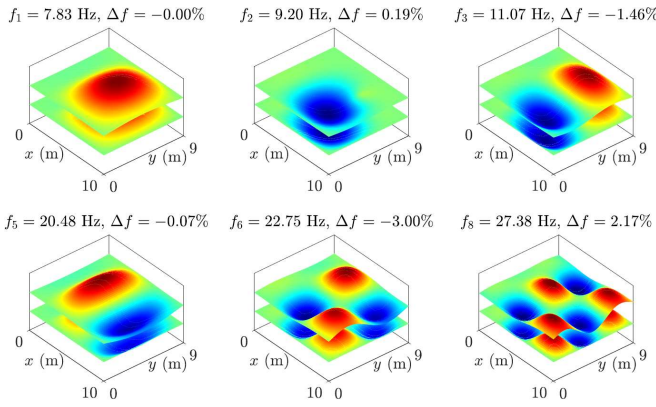 f₁ = 7.83 Hz, Δf = −0.00%
f₂ = 9.20 Hz, Δf = 0.19%
f₃ = 11.07 Hz, Δf = −1.46%
0
x (m)
10
0
y (m)
9
0
x (m)
10
0
y (m)
9
0
x (m)
10
0
y (m)
9
f₅ = 20.48 Hz, Δf = −0.07%
f₆ = 22.75 Hz, Δf = −3.00%
f₈ = 27.38 Hz, Δf = 2.17%
0
x (m)
10
0
y (m)
9
0
x (m)
10
0
y (m)
9
0
x (m)
10
0
y (m)
9